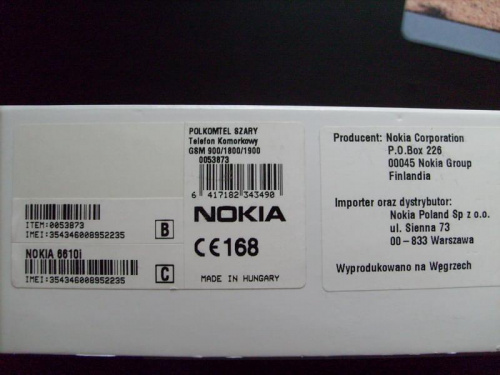 POLKOMTEL SZARY
Telefon Komorkowy
GSM 900/1800/1900
0053873
6 417182 343490
NOKIA
CE168
MADE IN HUNGARY
ITEM:0053873
IMEI:354346008952235
B
NOKIA 6610i
IMEI:354346008952235
C
Producent: Nokia Corporation
P.O.Box 226
00045 Nokia Group
Finlandia
Importer oraz dystrybutor:
Nokia Poland Sp z o.o.
ul. Sienna 73
00 - 833 Warszawa
Wyprodukowano na Węgrzech